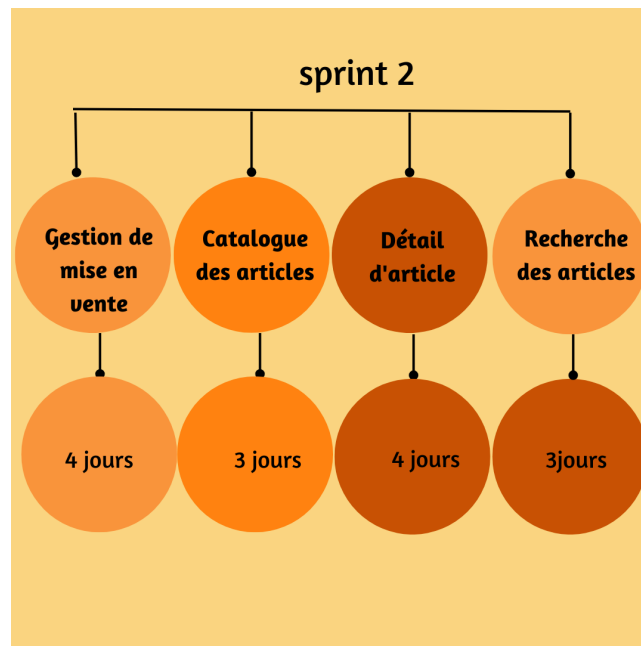 sprint 2
Gestion de
mise en
vente
Catalogue
des articles
Détail
d'article
Recherche
des articles
4 jours
3 jours
4 jours
3jours